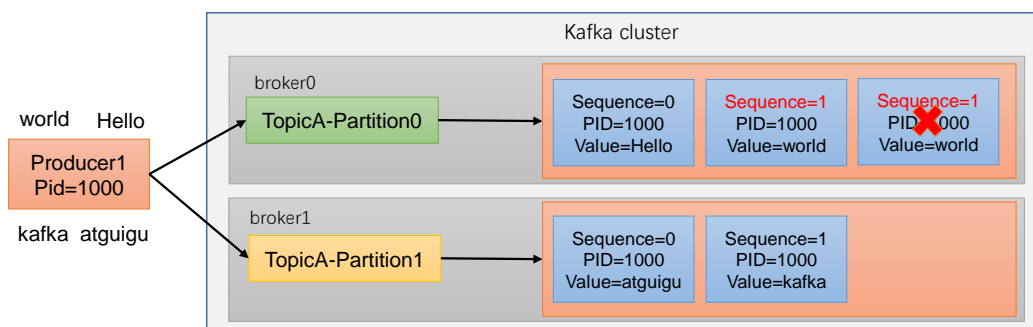 Kafka cluster
world Hello
Producer1
Pid=1000
kafka atguigu
broker0
TopicA-Partition0
Sequence=0
PID=1000
Value=Hello
Sequence=1
PID=1000
Value=world
Sequence=1
PID=1000
Value=world
broker1
TopicA-Partition1
Sequence=0
PID=1000
Value=atguigu
Sequence=1
PID=1000
Value=kafka